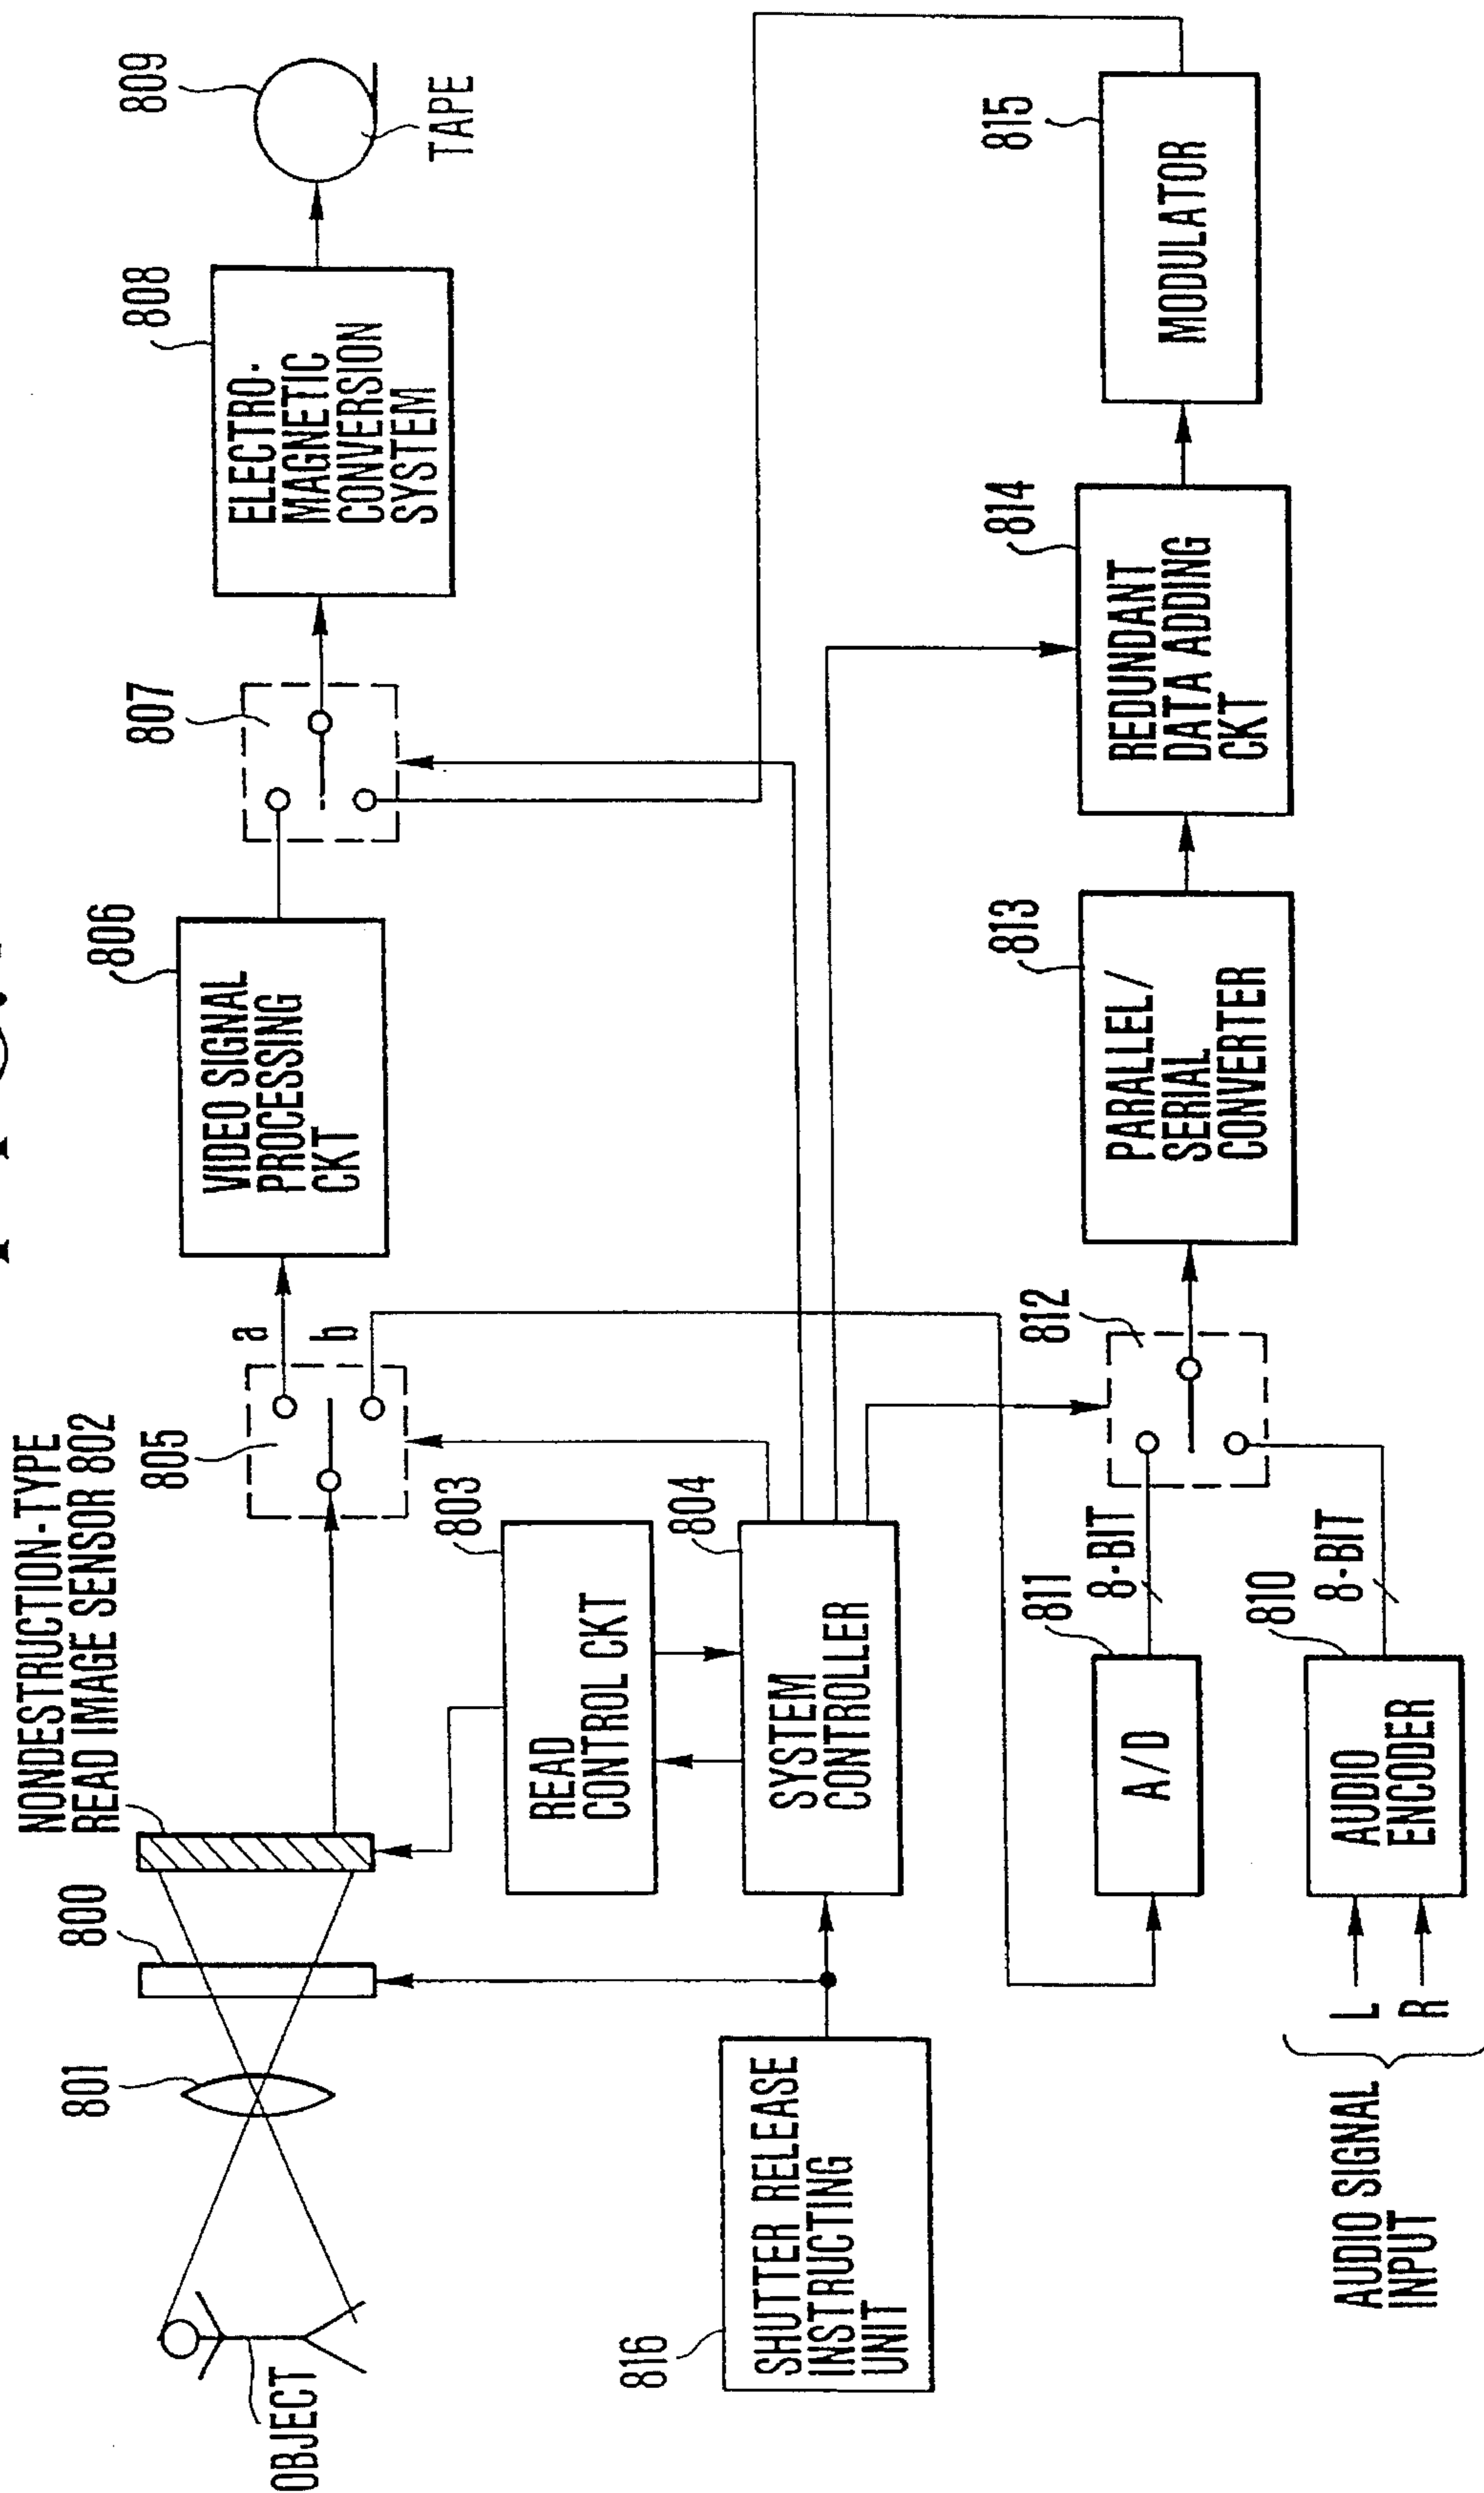 NONDESTRUCTION-TYPE
READ IMAGE SENSOR 802
OBJECT
801
800
805
a
b
806
VIDEO SIGNAL
PROCESSING
CKT
807
808
ELECTRO-
MAGNETIC
CONVERSION
SYSTEM
809
TAPE
803
READ
CONTROL CKT
804
SYSTEM
CONTROLLER
816
SHUTTER RELEASE
INSTRUCTING
UNIT
811
A/D
8-BIT
812
813
PARALLEL/
SERIAL
CONVERTER
814
REDUNDANT
DATA ADDING
CKT
815
MODULATOR
AUDIO SIGNAL
INPUT
L
R
810
AUDIO
ENCODER
8-BIT